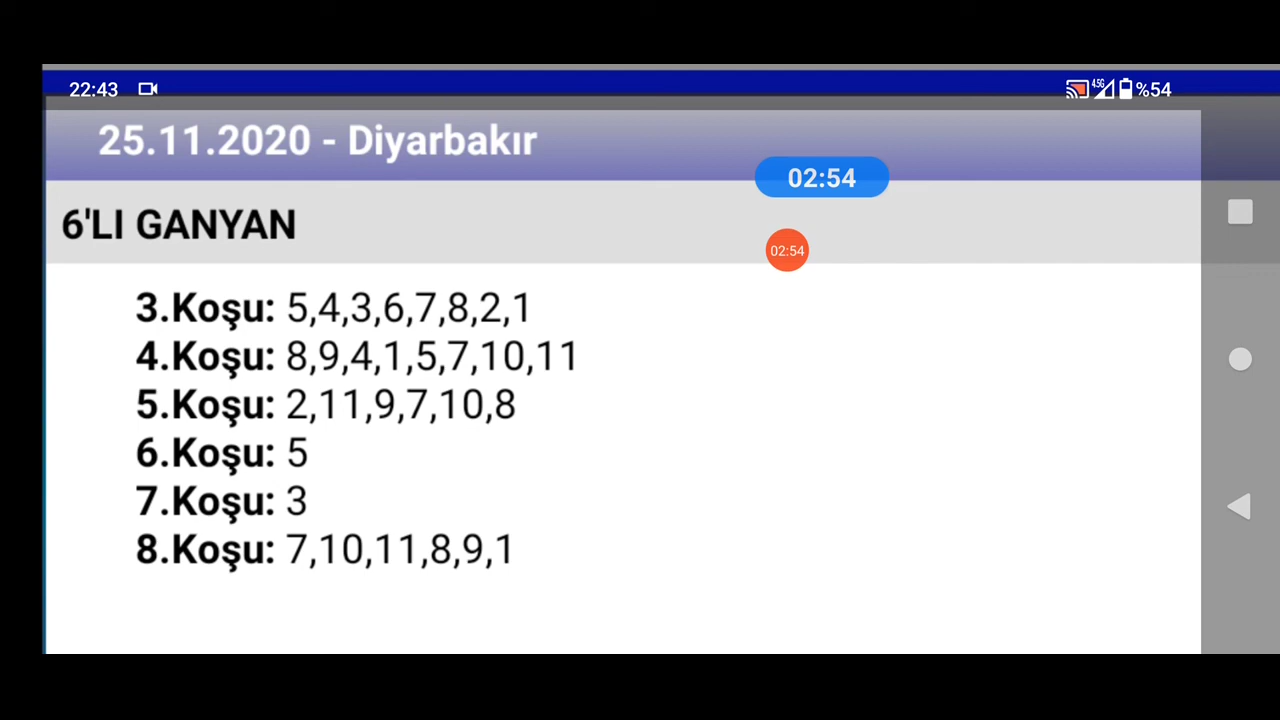 22:43
4.5G %54
25.11.2020 - Diyarbakır
02:54
6'LI GANYAN
02:54
3.Koşu: 5,4,3,6,7,8,2,1
4.Koşu: 8,9,4,1,5,7,10,11
5.Koşu: 2,11,9,7,10,8
6.Koşu: 5
7.Koşu: 3
8.Koşu: 7,10,11,8,9,1